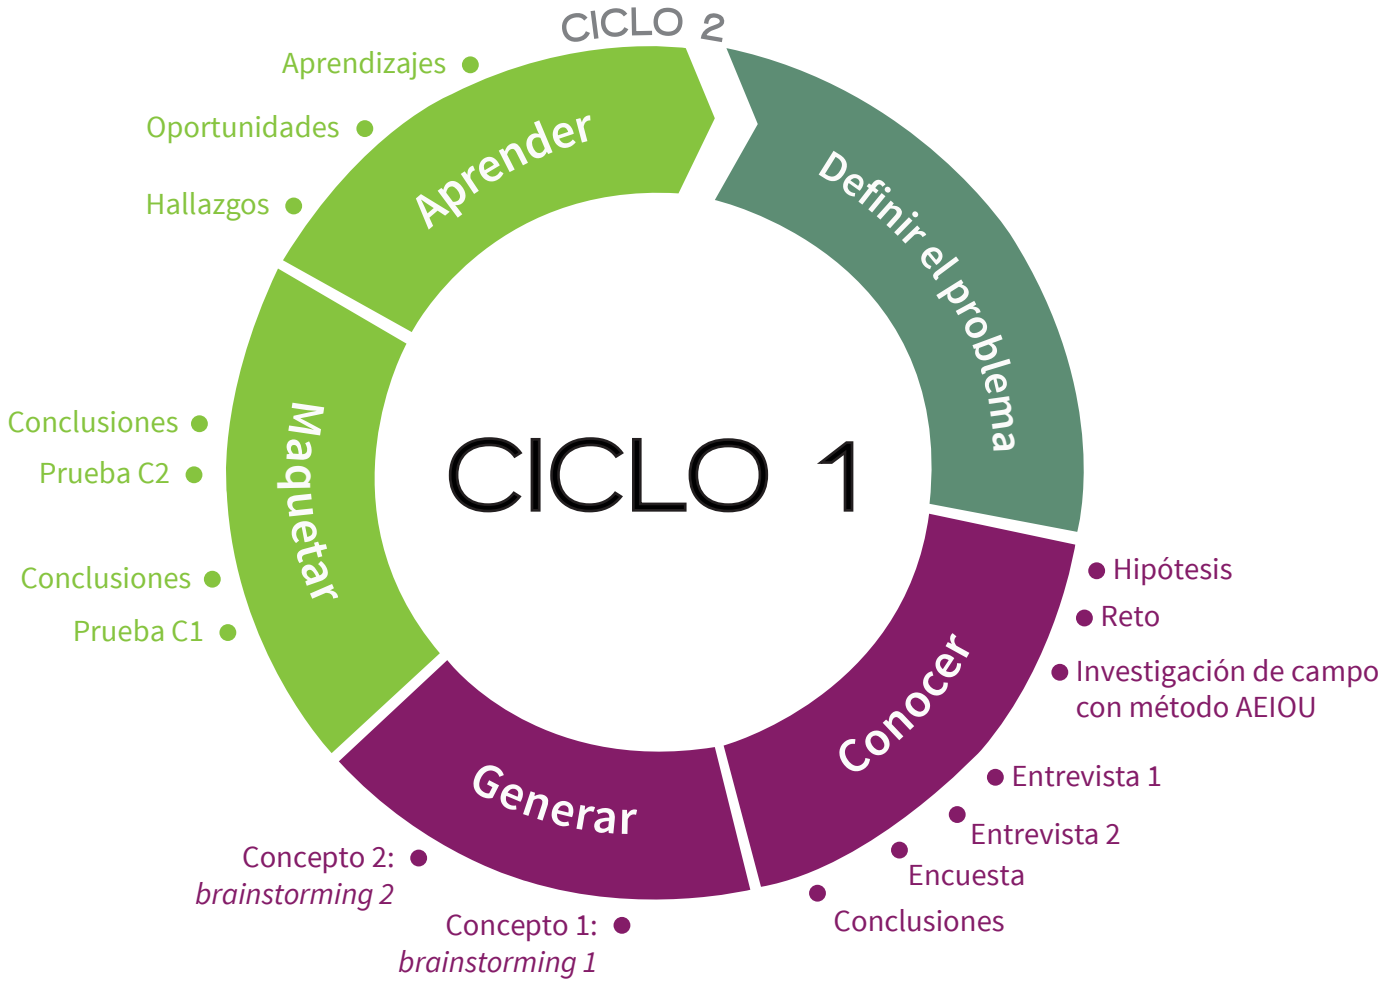 CICLO 2
Definir el problema
Conocer
Hipótesis
Reto
Investigación de campo
con método AEIOU
Entrevista 1
Entrevista 2
Encuesta
Conclusiones
Generar
Concepto 1:
brainstorming 1
Concepto 2:
brainstorming 2
Maquetar
Prueba C1
Conclusiones
Prueba C2
Conclusiones
Aprender
Hallazgos
Oportunidades
Aprendizajes
CICLO 1